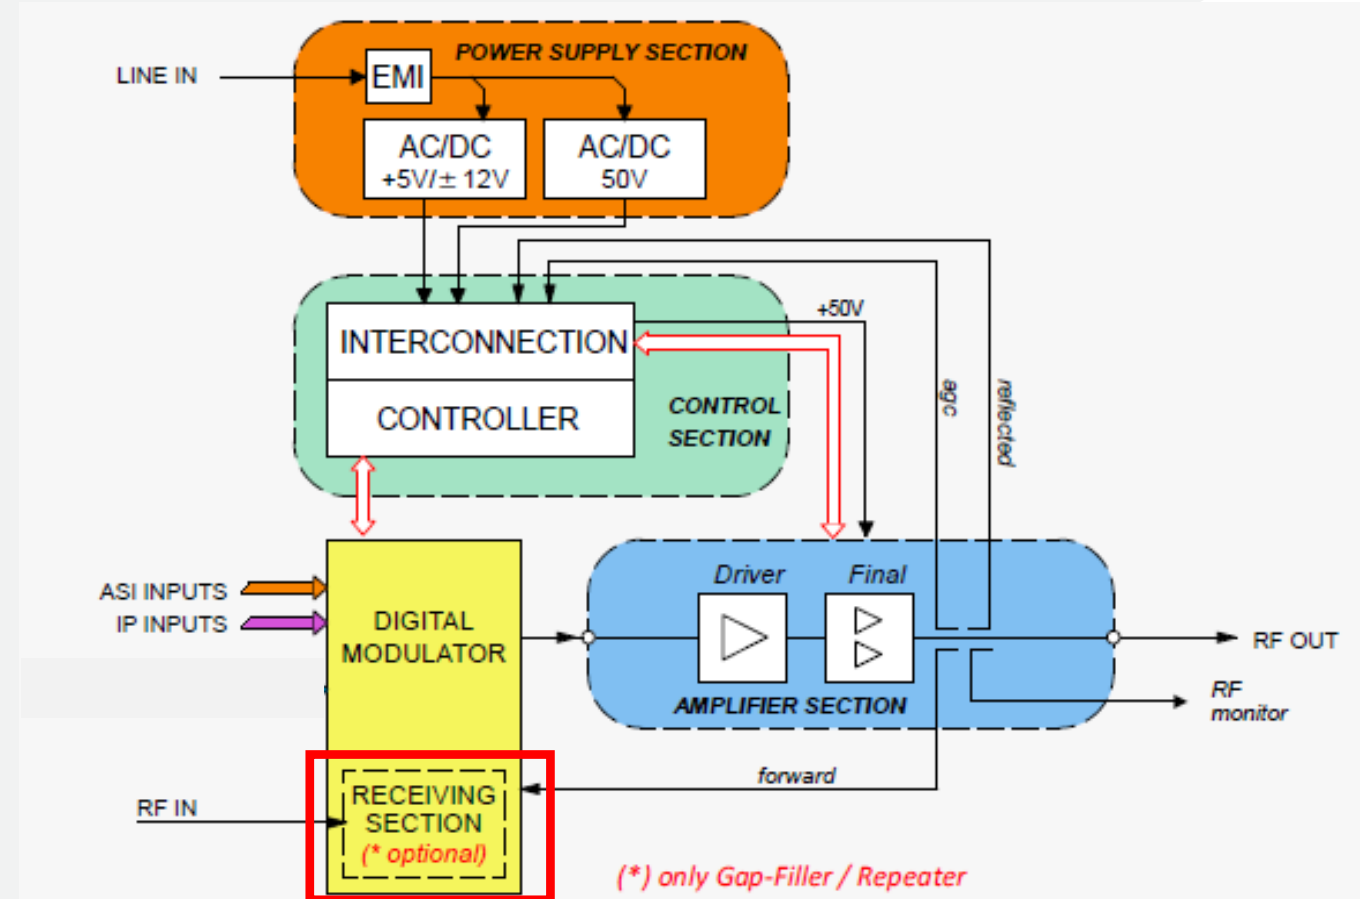 POWER SUPPLY SECTION
LINE IN
EMI
AC/DC
+5V/± 12V
AC/DC
50V
+50V
INTERCONNECTION
CONTROLLER
CONTROL
SECTION
agc
reflected
ASI INPUTS
IP INPUTS
DIGITAL
MODULATOR
Driver
Final
AMPLIFIER SECTION
RF OUT
RF
monitor
forward
RF IN
RECEIVING
SECTION
(* optional)
(*) only Gap-Filler / Repeater